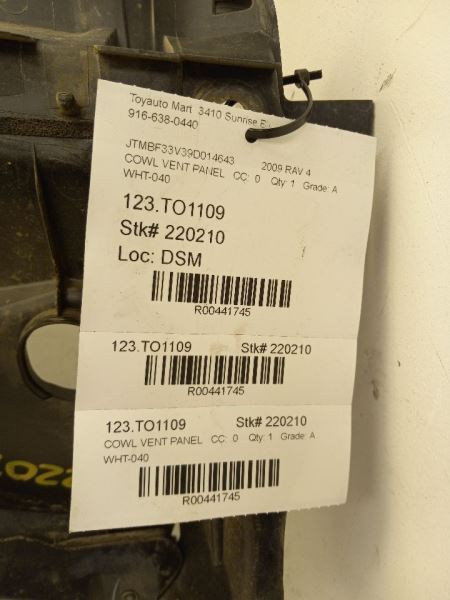 Toyauto Mart 3410 Sunrise
916-638-0440
JTMBF33V39D014643 2009 RAV 4
COWL VENT PANEL CC: 0 Qty: 1 Grade: A
WHT-040
123.TO1109
Stk# 220210
Loc: DSM
R00441745
123.TO1109 Stk# 220210
R00441745
123.TO1109 Stk# 220210
COWL VENT PANEL CC: 0 Qty: 1 Grade: A
WHT-040
R00441745